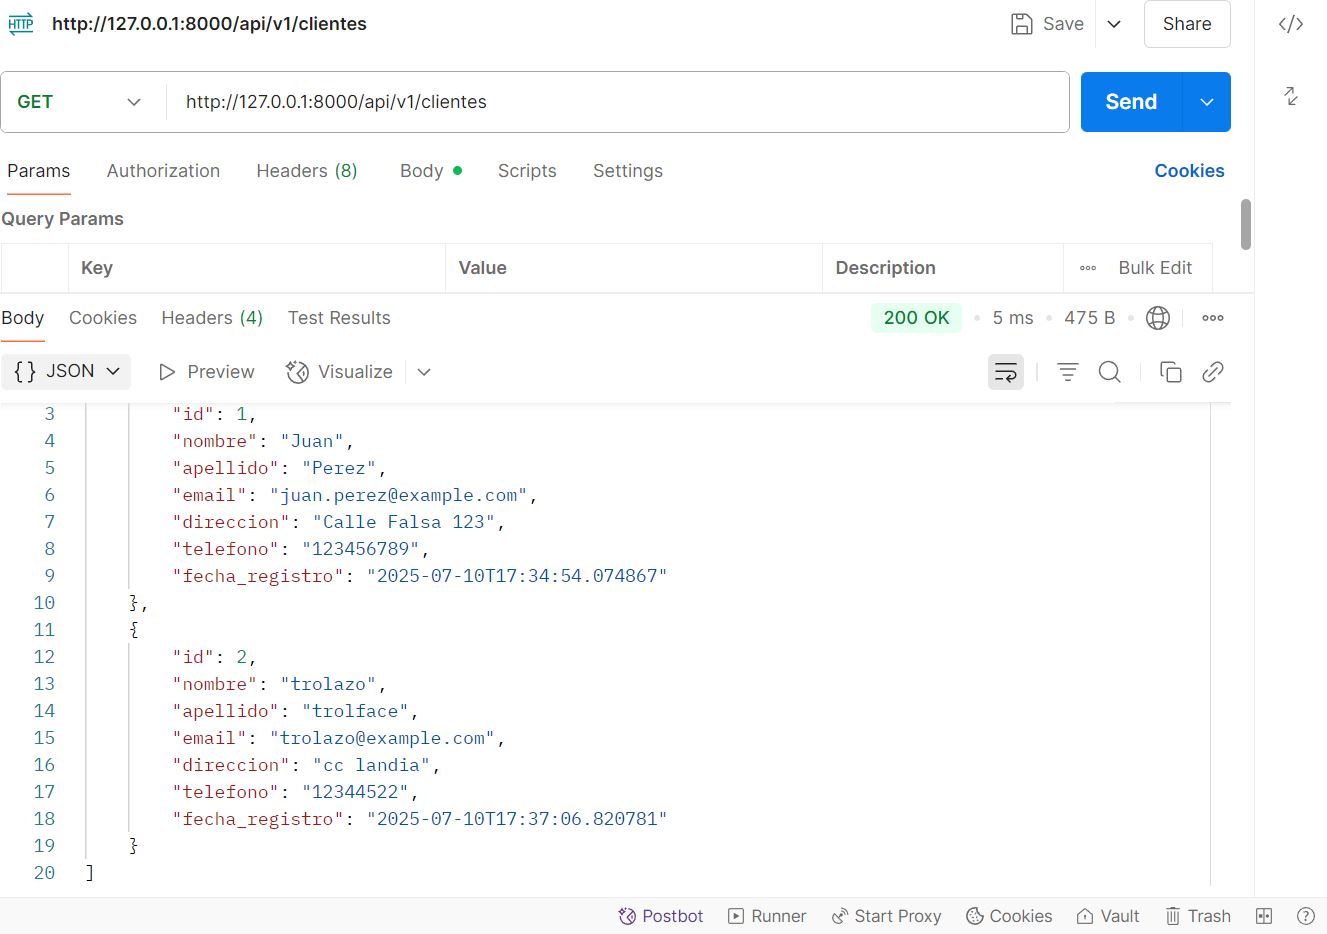 HTTP http://127.0.0.1:8000/api/v1/clientes Save Share
GET http://127.0.0.1:8000/api/v1/clientes Send
Params Authorization Headers (8) Body Scripts Settings Cookies
Query Params
Key Value Description Bulk Edit
Body Cookies Headers (4) Test Results 200 OK 5 ms 475 B
{} JSON Preview Visualize
3 "id": 1,
4 "nombre": "Juan",
5 "apellido": "Perez",
6 "email": "juan.perez@example.com",
7 "direccion": "Calle Falsa 123",
8 "telefono": "123456789",
9 "fecha_registro": "2025-07-10T17:34:54.074867"
10 },
11 {
12 "id": 2,
13 "nombre": "trolazo",
14 "apellido": "trolface",
15 "email": "trolazo@example.com",
16 "direccion": "cc landia",
17 "telefono": "12344522",
18 "fecha_registro": "2025-07-10T17:37:06.820781"
19 }
20 ]
Postbot Runner Start Proxy Cookies Vault Trash